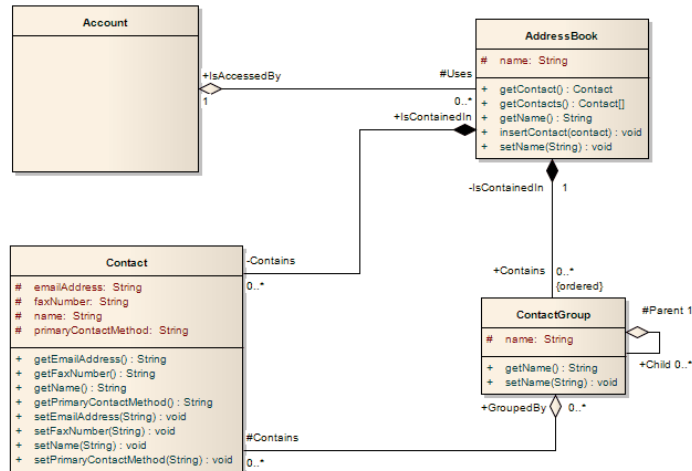 Account
AddressBook
# name: String
+ getContact() : Contact
+ getContacts() : Contact[]
+ getName() : String
+ insertContact(contact) : void
+ setName(String) : void
+IsAccessedBy
1
#Uses
0..*
+IsContainedIn
-IsContainedIn
1
Contact
# emailAddress: String
# faxNumber: String
# name: String
# primaryContactMethod: String
+ getEmailAddress() : String
+ getFaxNumber() : String
+ getName() : String
+ getPrimaryContactMethod() : String
+ setEmailAddress(String) : void
+ setFaxNumber(String) : void
+ setName(String) : void
+ setPrimaryContactMethod(String) : void
-Contains
0..*
+Contains
0..*
{ordered}
ContactGroup
# name: String
+ getName() : String
+ setName(String) : void
#Parent 1
+Child 0..*
+GroupedBy
0..*
#Contains
0..*